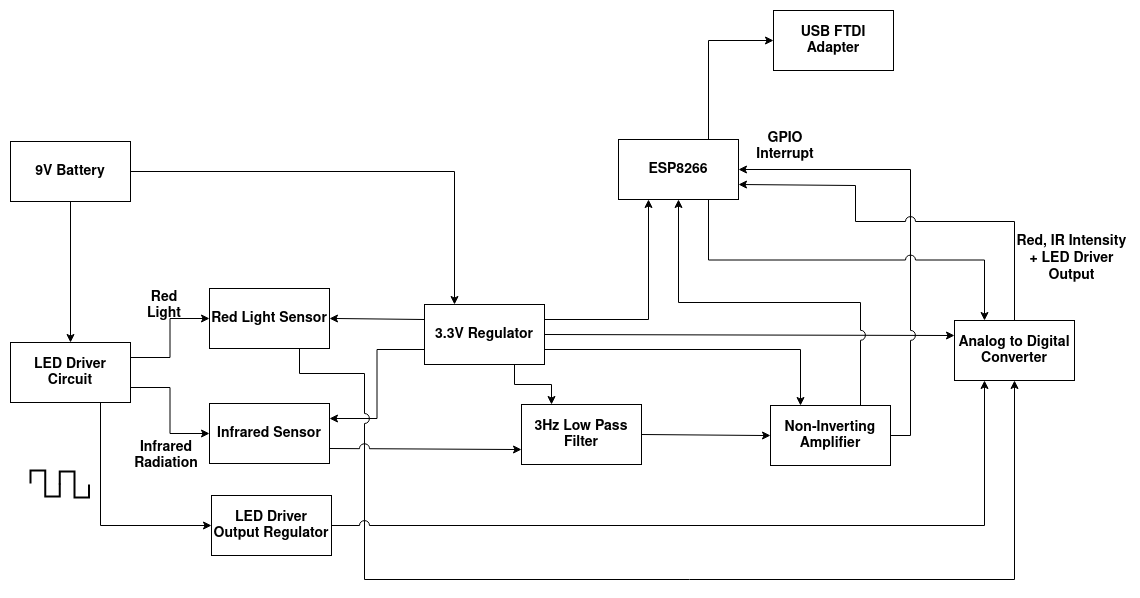 USB FTDI
Adapter
GPIO
Interrupt
9V Battery
ESP8266
Red, IR Intensity
+ LED Driver
Output
Red
Light
Red Light Sensor
3.3V Regulator
Analog to Digital
Converter
LED Driver
Circuit
Infrared Sensor
3Hz Low Pass
Filter
Non-Inverting
Amplifier
Infrared
Radiation
LED Driver
Output Regulator